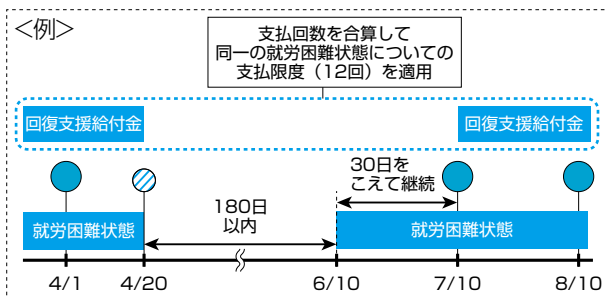 ＜例＞
支払回数を合算して
同一の就労困難状態についての
支払限度（12回）を適用
回復支援給付金
回復支援給付金
30日を
こえて継続
180日
以内
就労困難状態
就労困難状態
4/1
4/20
6/10
7/10
8/10